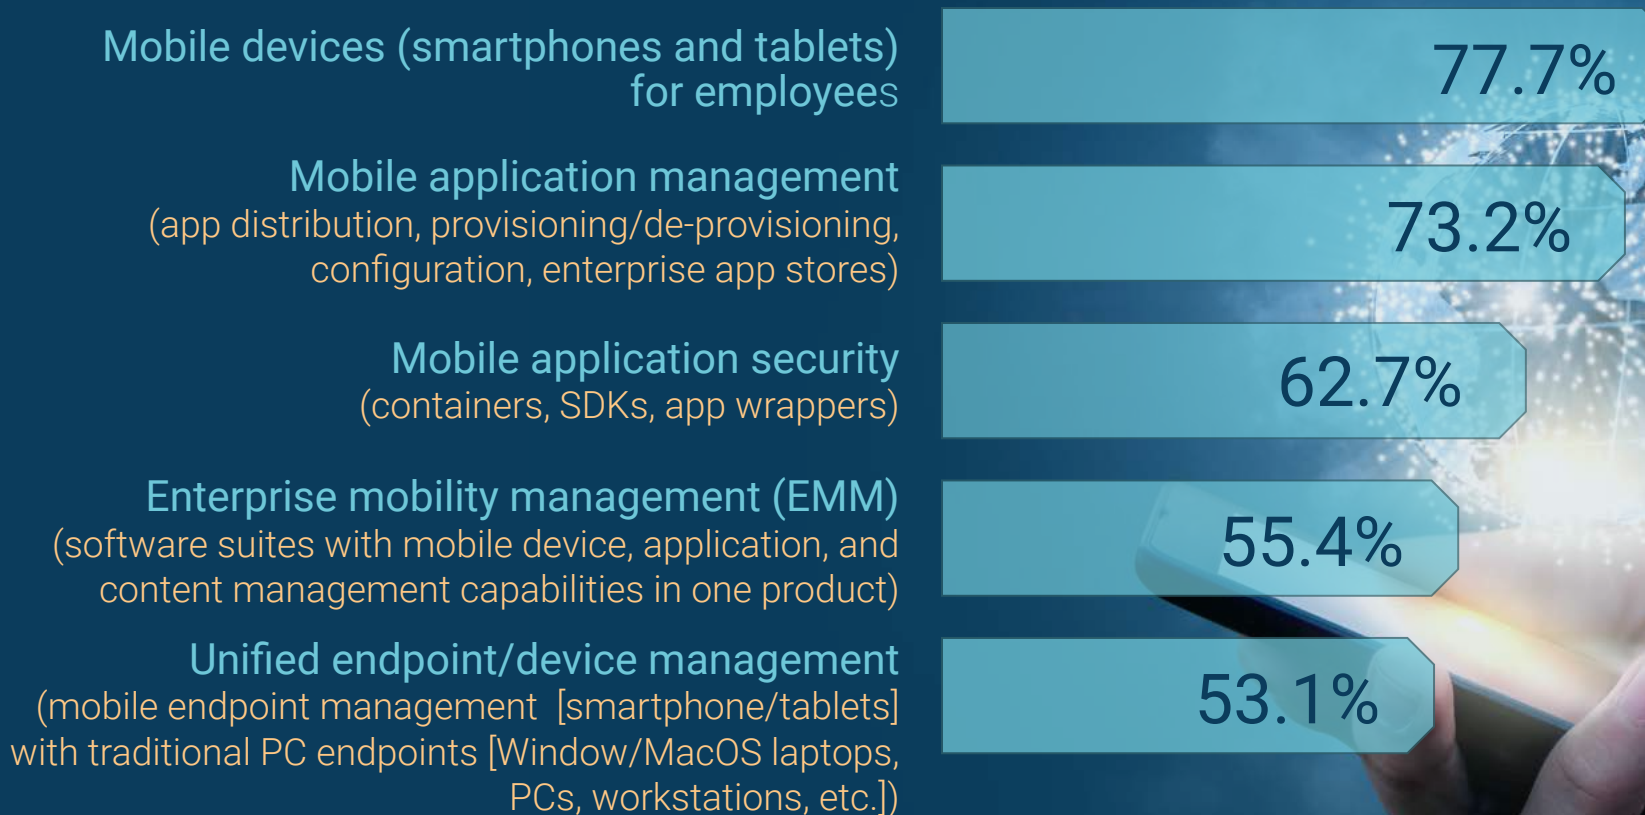 Mobile devices (smartphones and tablets)
for employees
77.7%
Mobile application management
(app distribution, provisioning/de-provisioning,
configuration, enterprise app stores)
73.2%
Mobile application security
(containers, SDKs, app wrappers)
62.7%
Enterprise mobility management (EMM)
(software suites with mobile device, application, and
content management capabilities in one product)
55.4%
Unified endpoint/device management
(mobile endpoint management [smartphone/tablets]
with traditional PC endpoints [Window/MacOS laptops,
PCs, workstations, etc.])
53.1%